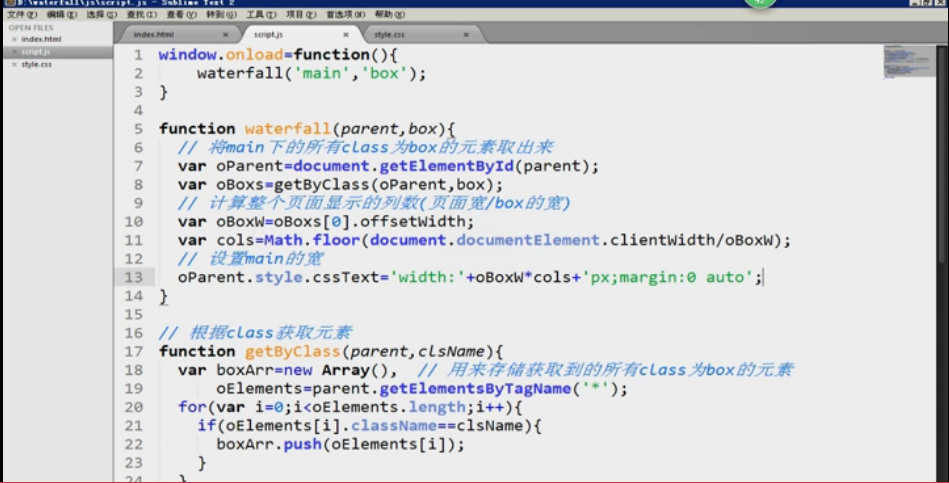 D:\waterfall\js\script.js - Sublime Text 2
文件(F) 编辑(E) 选择(S) 查找(I) 查看(V) 转到(G) 工具(T) 项目(P) 首选项(N) 帮助(H)
OPEN FILES
index.html
script.js
style.css
index.html × script.js × style.css ×
1 window.onload=function(){
2 waterfall('main','box');
3 }
4
5 function waterfall(parent,box){
6 // 将main下的所有class为box的元素取出来
7 var oParent=document.getElementById(parent);
8 var oBoxs=getByClass(oParent,box);
9 // 计算整个页面显示的列数(页面宽/box的宽)
10 var oBoxW=oBoxs[0].offsetWidth;
11 var cols=Math.floor(document.documentElement.clientWidth/oBoxW);
12 // 设置main的宽
13 oParent.style.cssText='width:'+oBoxW*cols+'px;margin:0 auto';
14 }
15
16 // 根据class获取元素
17 function getByClass(parent,clsName){
18 var boxArr=new Array(), // 用来存储获取到的所有class为box的元素
19 oElements=parent.getElementsByTagName('*');
20 for(var i=0;i<oElements.length;i++){
21 if(oElements[i].className==clsName){
22 boxArr.push(oElements[i]);
23 }
24 }